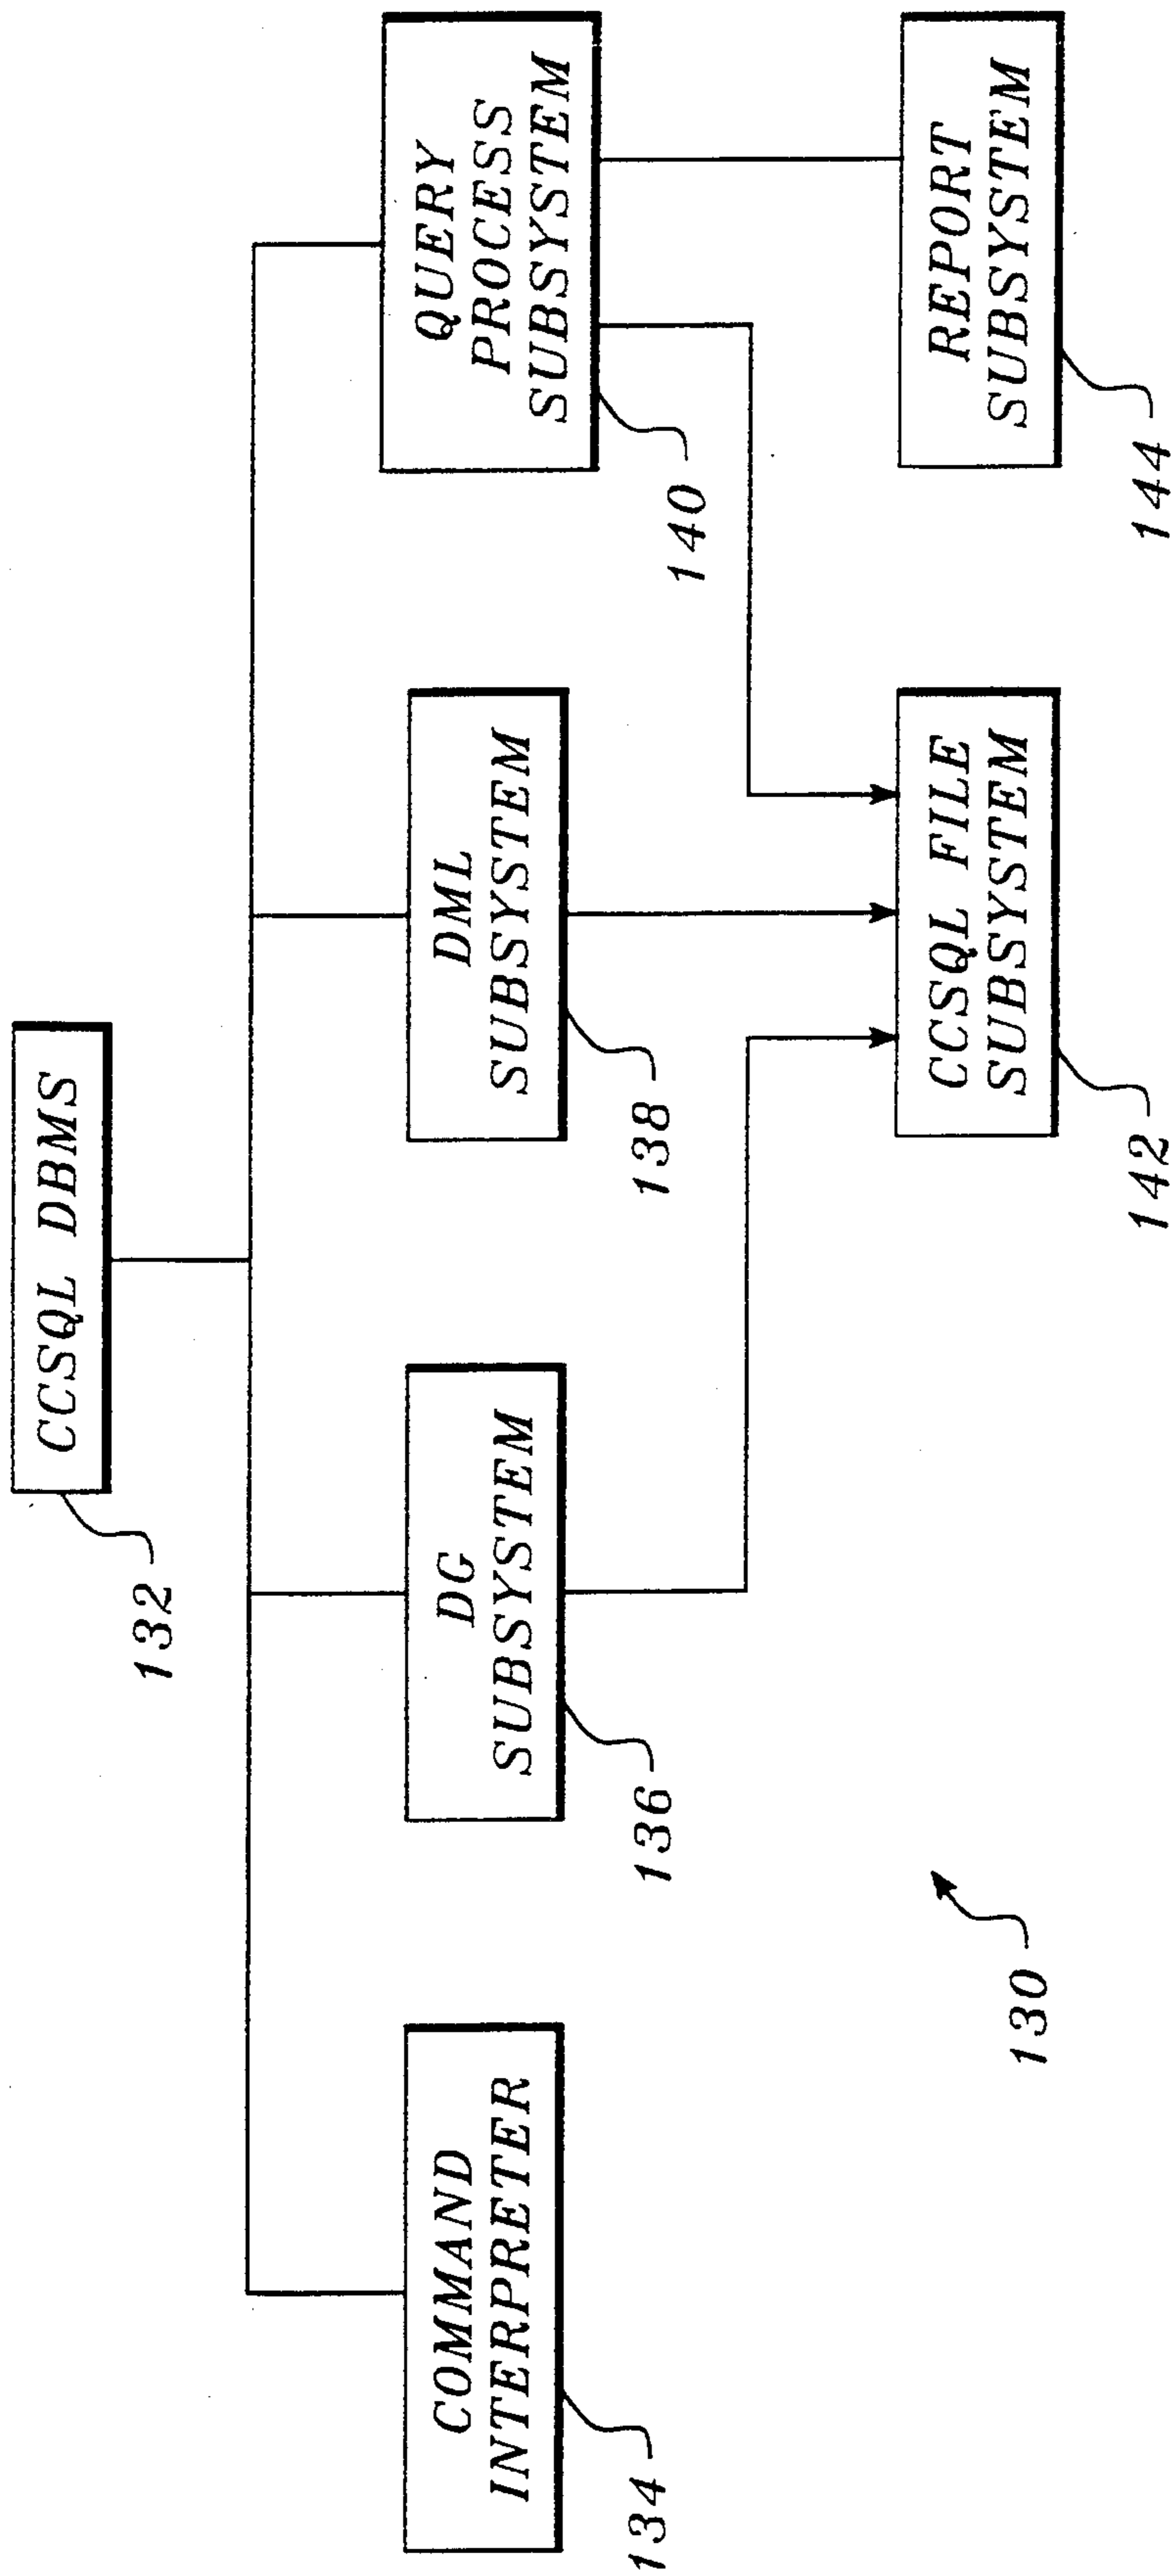 CCSQL DBMS
132
COMMAND
INTERPRETER
134
DG
SUBSYSTEM
136
DML
SUBSYSTEM
138
QUERY
PROCESS
SUBSYSTEM
140
CCSQL FILE
SUBSYSTEM
142
REPORT
SUBSYSTEM
144
130